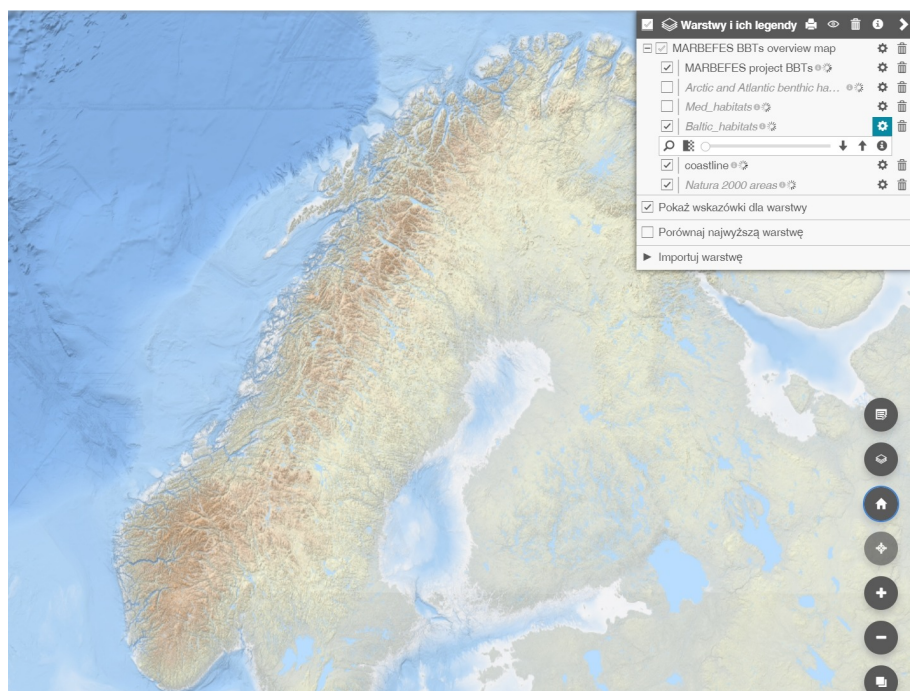 Warstwy i ich legendy
MARBEFES BBTs overview map
MARBEFES project BBTs
Arctic and Atlantic benthic ha...
Med_habitats
Baltic_habitats
coastline
Natura 2000 areas
Pokaż wskazówki dla warstwy
Porównaj najwyższą warstwę
Importuj warstwę